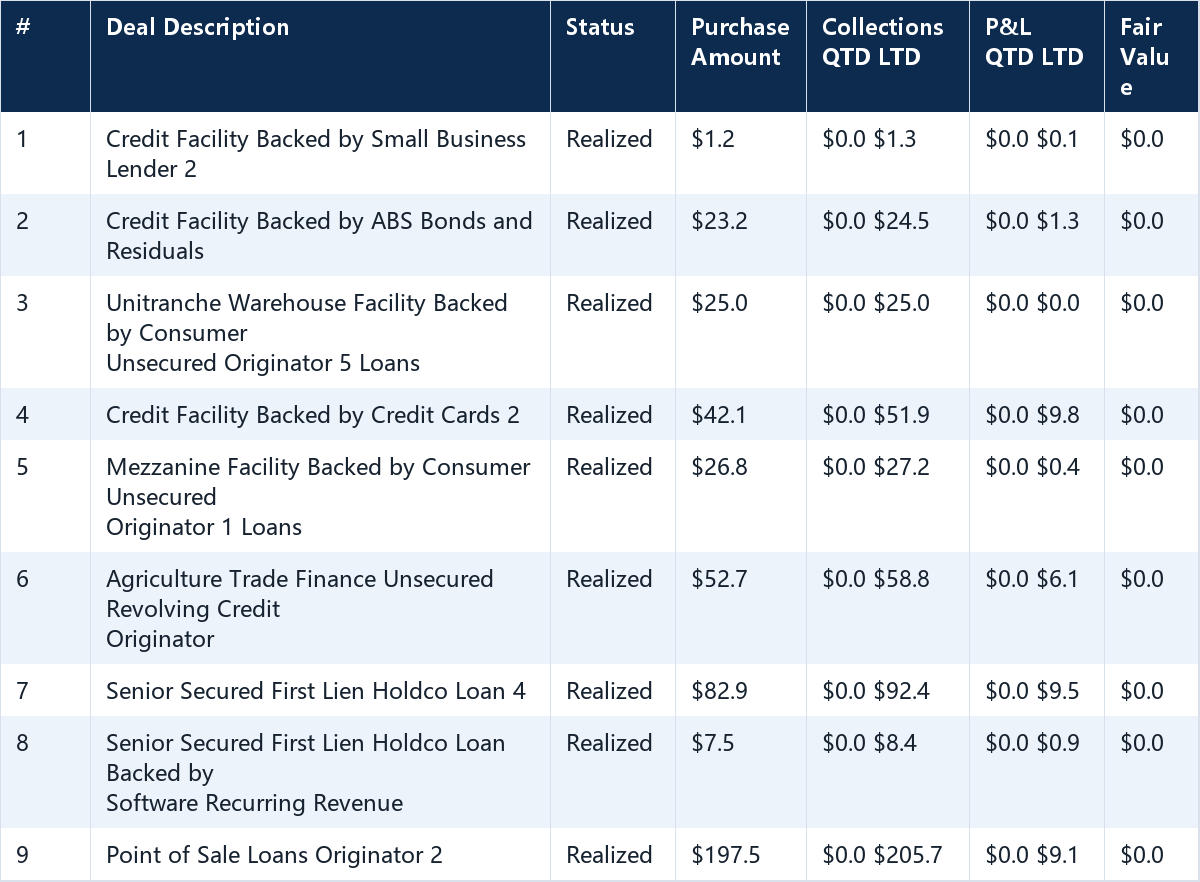 # Deal Description Status Purchase Amount Collections QTD LTD P&L QTD LTD Fair Valu e
1 Credit Facility Backed by Small Business Realized $1.2 $0.0 $1.3 $0.0 $0.1 $0.0
Lender 2
2 Credit Facility Backed by ABS Bonds and Realized $23.2 $0.0 $24.5 $0.0 $1.3 $0.0
Residuals
3 Unitranche Warehouse Facility Backed Realized $25.0 $0.0 $25.0 $0.0 $0.0 $0.0
by Consumer
Unsecured Originator 5 Loans
4 Credit Facility Backed by Credit Cards 2 Realized $42.1 $0.0 $51.9 $0.0 $9.8 $0.0
5 Mezzanine Facility Backed by Consumer Realized $26.8 $0.0 $27.2 $0.0 $0.4 $0.0
Unsecured
Originator 1 Loans
6 Agriculture Trade Finance Unsecured Realized $52.7 $0.0 $58.8 $0.0 $6.1 $0.0
Revolving Credit
Originator
7 Senior Secured First Lien Holdco Loan 4 Realized $82.9 $0.0 $92.4 $0.0 $9.5 $0.0
8 Senior Secured First Lien Holdco Loan Realized $7.5 $0.0 $8.4 $0.0 $0.9 $0.0
Backed by
Software Recurring Revenue
9 Point of Sale Loans Originator 2 Realized $197.5 $0.0 $205.7 $0.0 $9.1 $0.0